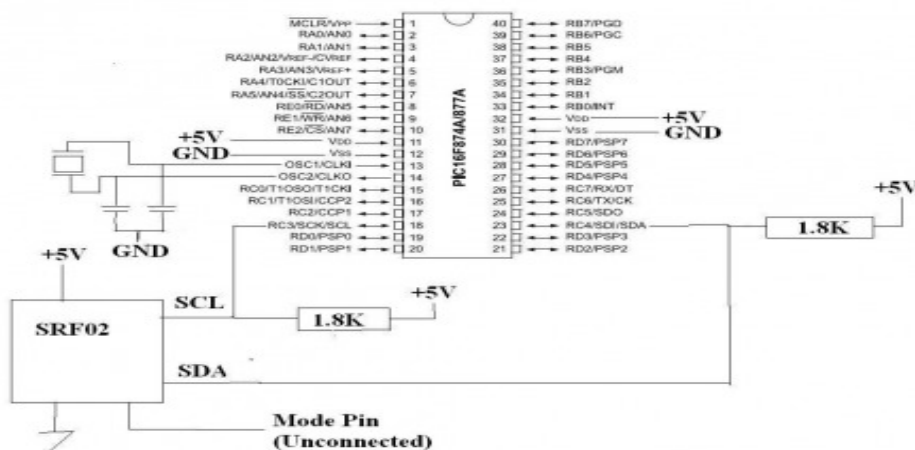 MCLR/VPP 1 40 RB7/PGD
RA0/AN0 2 39 RB6/PGC
RA1/AN1 3 38 RB5
RA2/AN2/VREF-/CVREF 4 37 RB4
RA3/AN3/VREF+ 5 36 RB3/PGM
RA4/T0CKI/C1OUT 6 35 RB2
RA5/AN4/SS/C2OUT 7 34 RB1
RE0/RD/AN5 8 33 RB0/INT
RE1/WR/AN6 9 32 VDD +5V
RE2/CS/AN7 10 31 VSS GND
+5V VDD 11 30 RD7/PSP7
GND VSS 12 29 RD6/PSP6
OSC1/CLKI 13 28 RD5/PSP5
OSC2/CLKO 14 27 RD4/PSP4
RC0/T1OSO/T1CKI 15 26 RC7/RX/DT
RC1/T1OSI/CCP2 16 25 RC6/TX/CK
RC2/CCP1 17 24 RC5/SDO
RC3/SCK/SCL 18 23 RC4/SDI/SDA
RD0/PSP0 19 22 RD3/PSP3
RD1/PSP1 20 21 RD2/PSP2
PIC16F874A/877A
+5V
1.8K
GND
+5V
SCL
+5V
1.8K
SRF02
SDA
Mode Pin
(Unconnected)